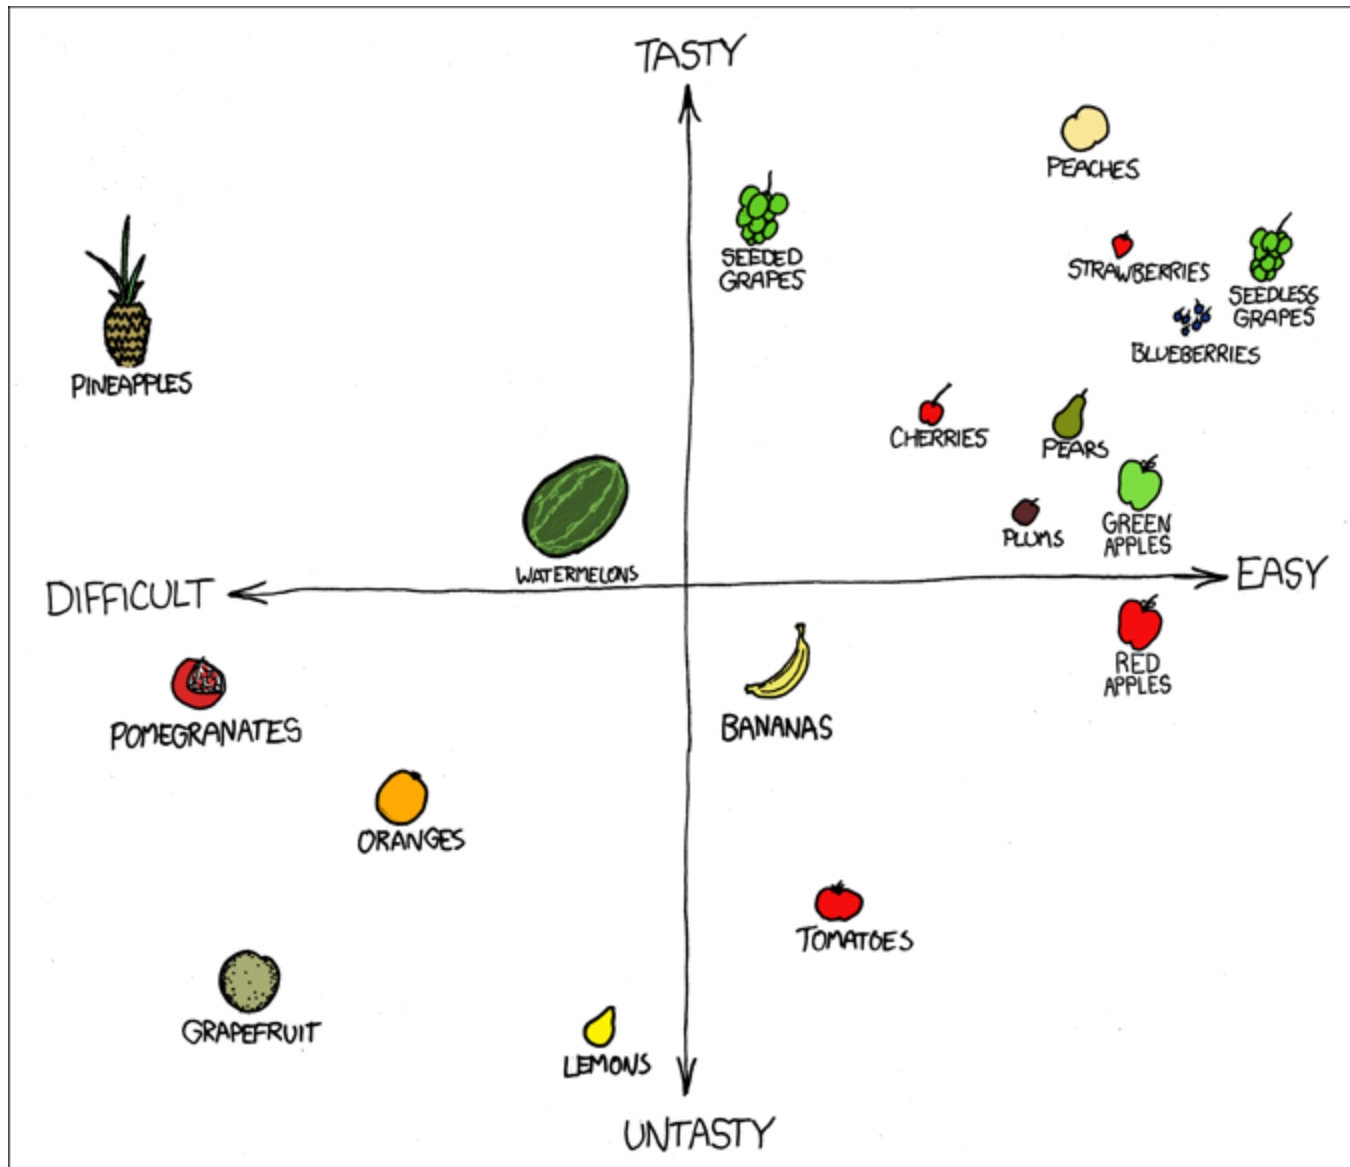 TASTY
PEACHES
SEEDED
GRAPES
STRAWBERRIES
SEEDLESS
GRAPES
BLUEBERRIES
PINEAPPLES
CHERRIES
PEARS
GREEN
APPLES
PLUMS
WATERMELONS
DIFFICULT
EASY
RED
APPLES
POMEGRANATES
BANANAS
ORANGES
TOMATOES
GRAPEFRUIT
LEMONS
UNTASTY